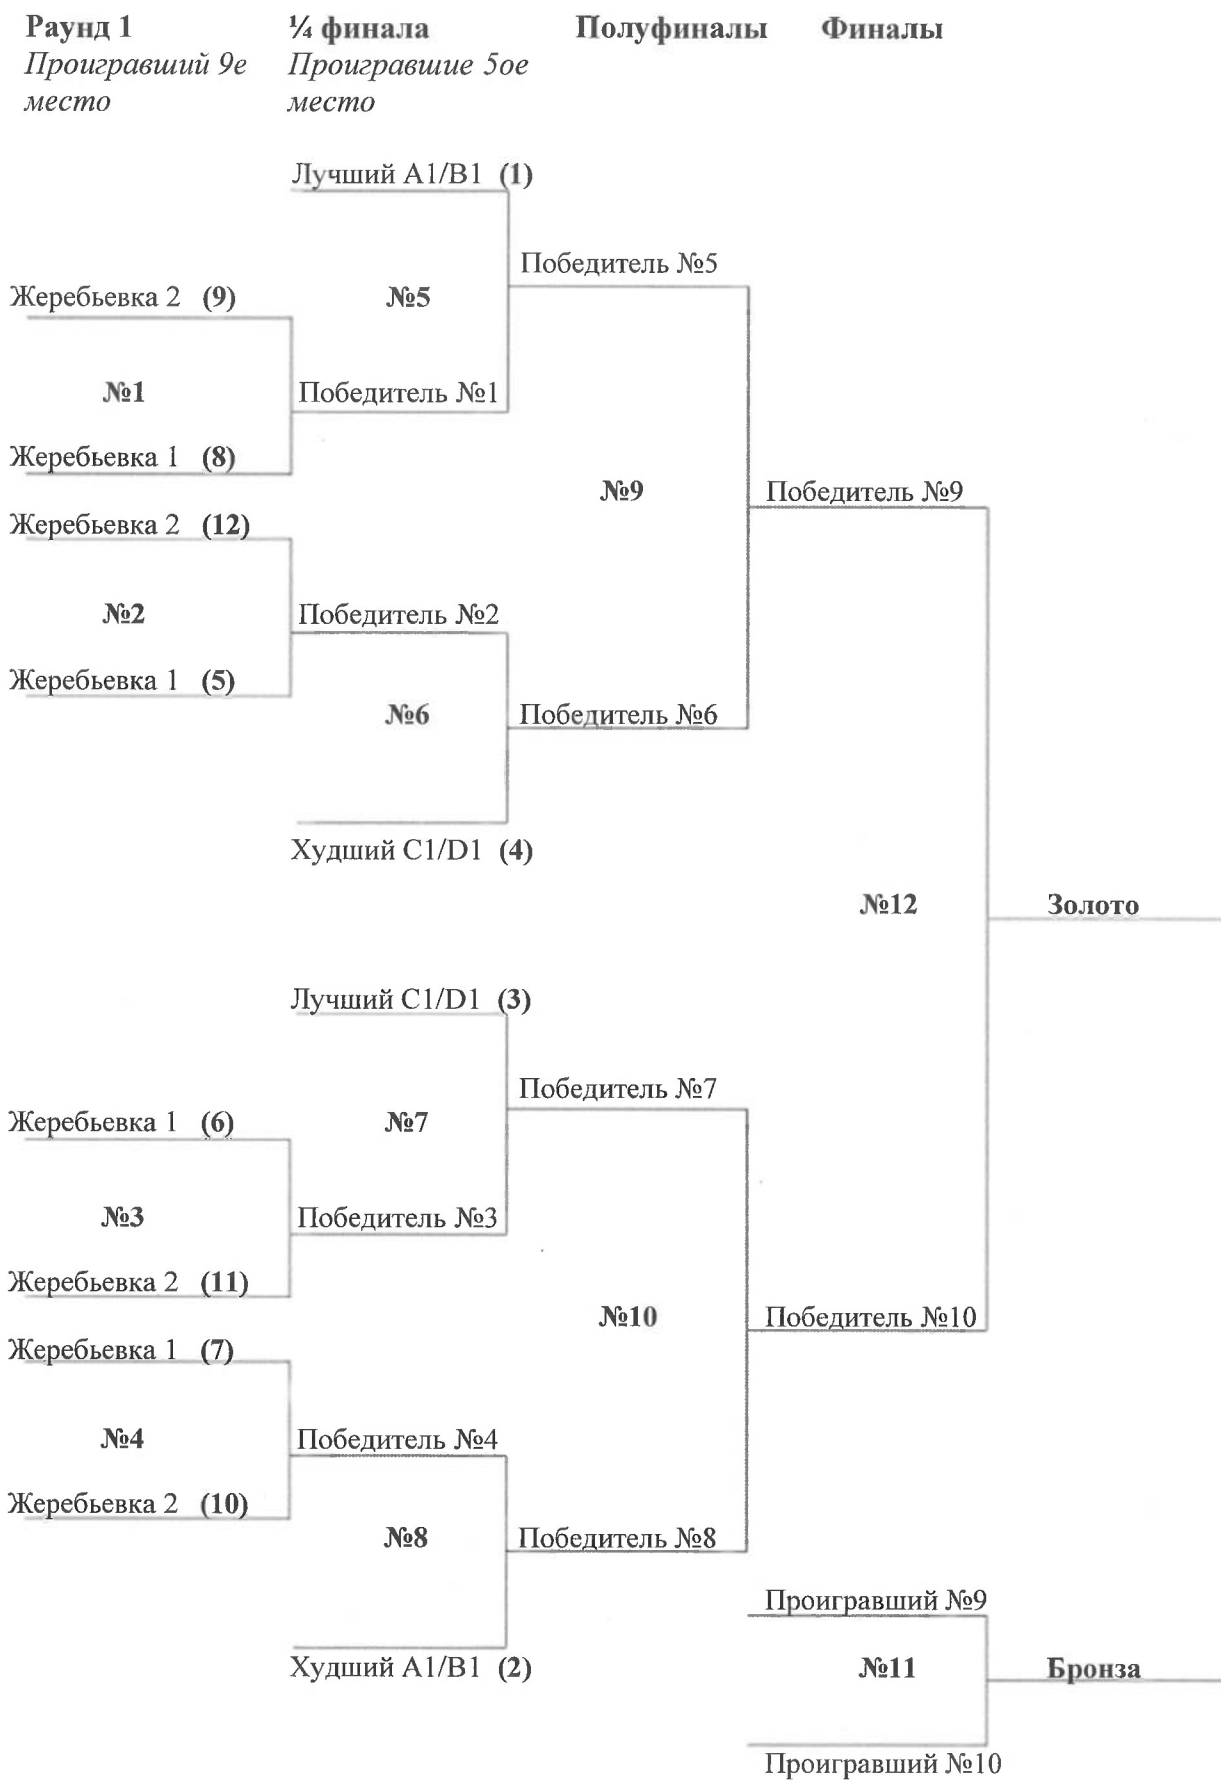 Раунд 1
Проигравший 9е
место
¼ финала
Проигравшие 5ое
место
Полуфиналы
Финалы
Лучший A1/B1 (1)
Победитель №5
Жеребьевка 2 (9)
№5
№1
Победитель №1
Жеребьевка 1 (8)
№9
Победитель №9
Жеребьевка 2 (12)
№2
Победитель №2
Жеребьевка 1 (5)
№6
Победитель №6
Худший C1/D1 (4)
№12
Золото
Лучший C1/D1 (3)
Победитель №7
Жеребьевка 1 (6)
№7
№3
Победитель №3
Жеребьевка 2 (11)
№10
Победитель №10
Жеребьевка 1 (7)
№4
Победитель №4
Жеребьевка 2 (10)
№8
Победитель №8
Проигравший №9
Худший A1/B1 (2)
№11
Бронза
Проигравший №10